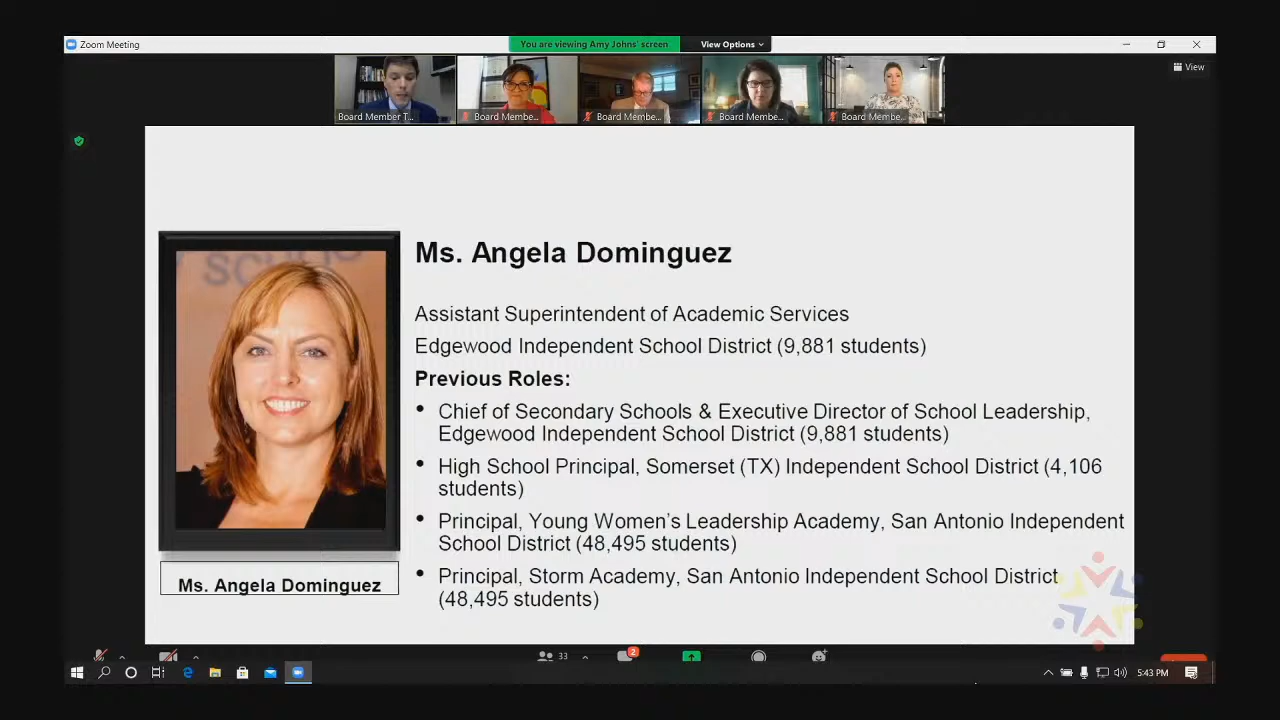 Zoom Meeting
You are viewing Amy Johns' screen
View Options
View
Board Member T...
Board Membe...
Board Membe...
Board Membe...
Board Membe...
SCHOO
Ms. Angela Dominguez
Assistant Superintendent of Academic Services
Edgewood Independent School District (9,881 students)
Previous Roles:
• Chief of Secondary Schools & Executive Director of School Leadership,
Edgewood Independent School District (9,881 students)
• High School Principal, Somerset (TX) Independent School District (4,106
students)
• Principal, Young Women's Leadership Academy, San Antonio Independent
School District (48,495 students)
• Principal, Storm Academy, San Antonio Independent School District
(48,495 students)
Ms. Angela Dominguez
33
2
5:43 PM